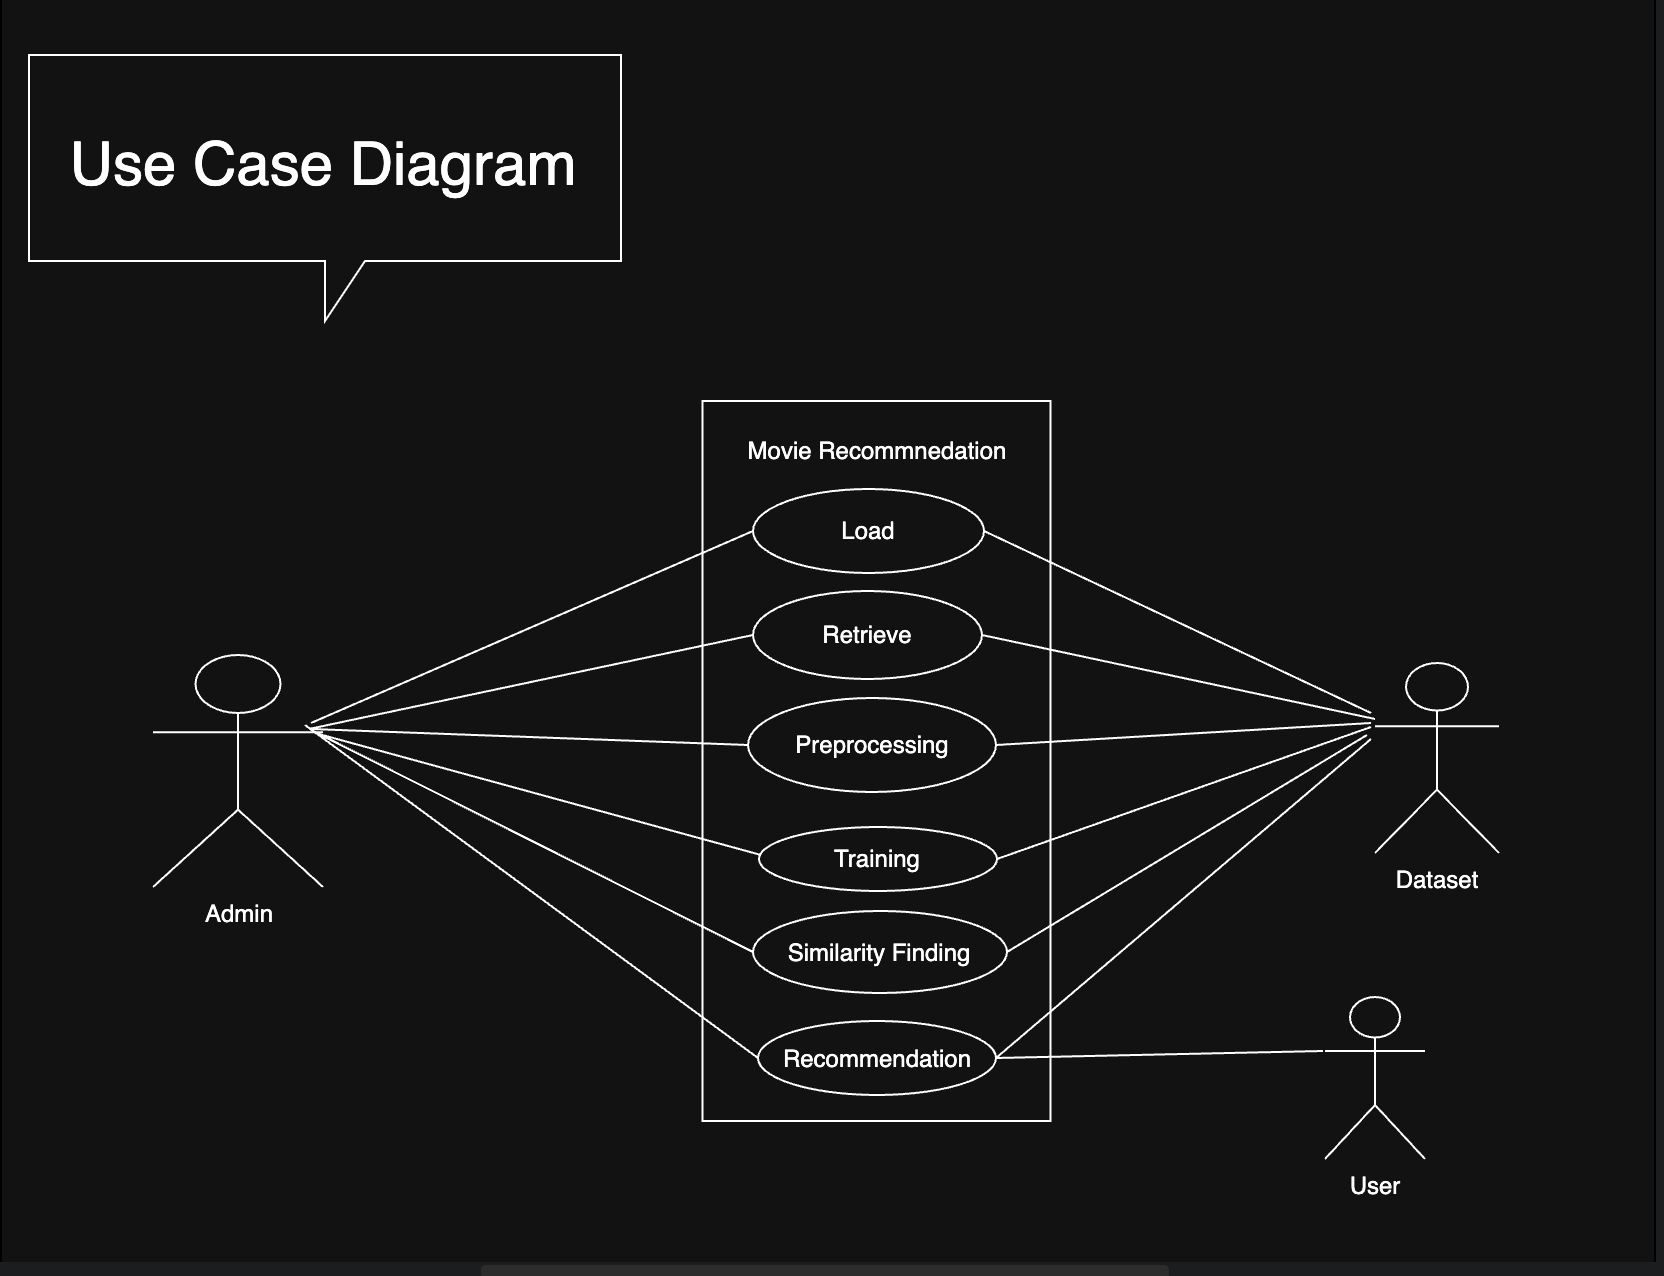 Use Case Diagram
Movie Recommnedation
Load
Retrieve
Preprocessing
Training
Similarity Finding
Recommendation
Admin
Dataset
User